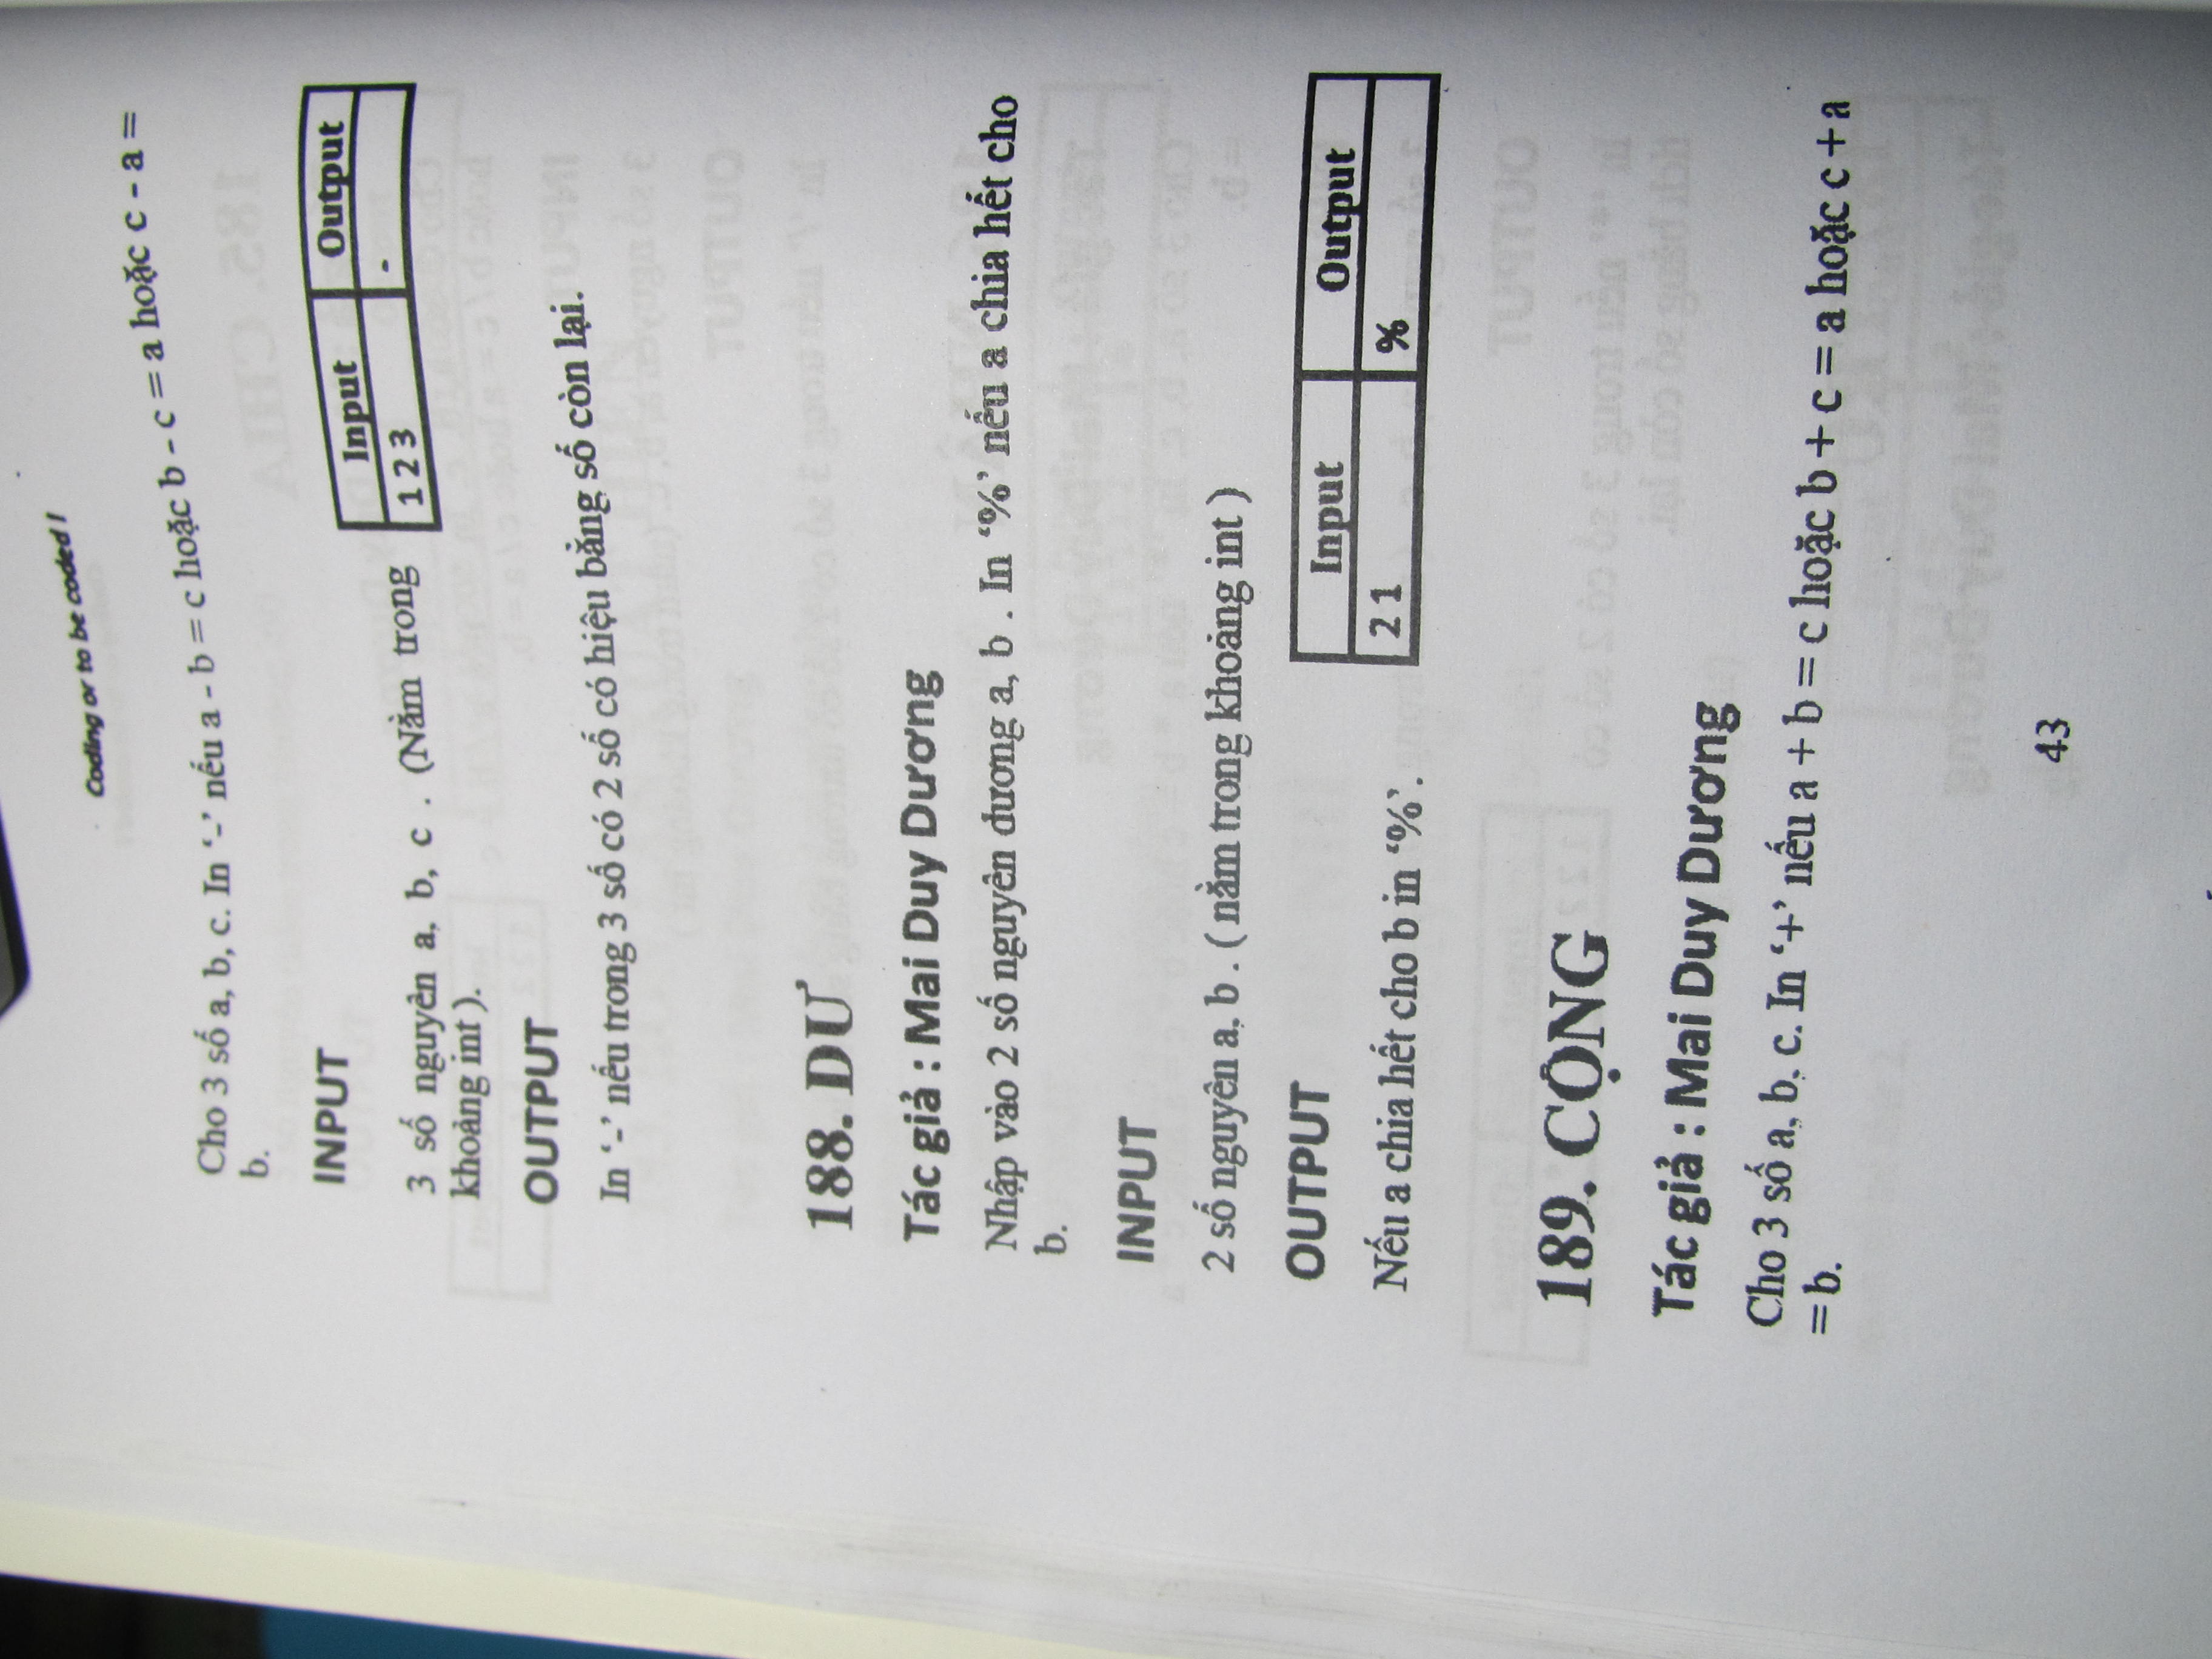 Coding or to be coded !
Cho 3 số a, b, c. In ‘-’ nếu a - b = c hoặc b - c = a hoặc c - a =
b.
INPUT
Input Output
1 2 3 -
3 số nguyên a, b, c . (Nằm trong
khoảng int ).
OUTPUT
In ‘-’ nếu trong 3 số có 2 số có hiệu bằng số còn lại.
188. DƯ
Tác giả : Mai Duy Dương
Nhập vào 2 số nguyên dương a, b . In ‘%’ nếu a chia hết cho
b.
INPUT
2 số nguyên a, b . ( nằm trong khoảng int )
OUTPUT
Input Output
2 1 %
Nếu a chia hết cho b in ‘%’.
189. CỘNG
Tác giả : Mai Duy Dương
Cho 3 số a, b, c. In ‘+’ nếu a + b = c hoặc b + c = a hoặc c + a
= b.
43